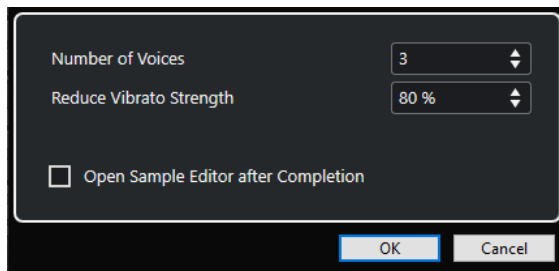 Number of Voices 3
Reduce Vibrato Strength 80 %
Open Sample Editor after Completion
OK Cancel